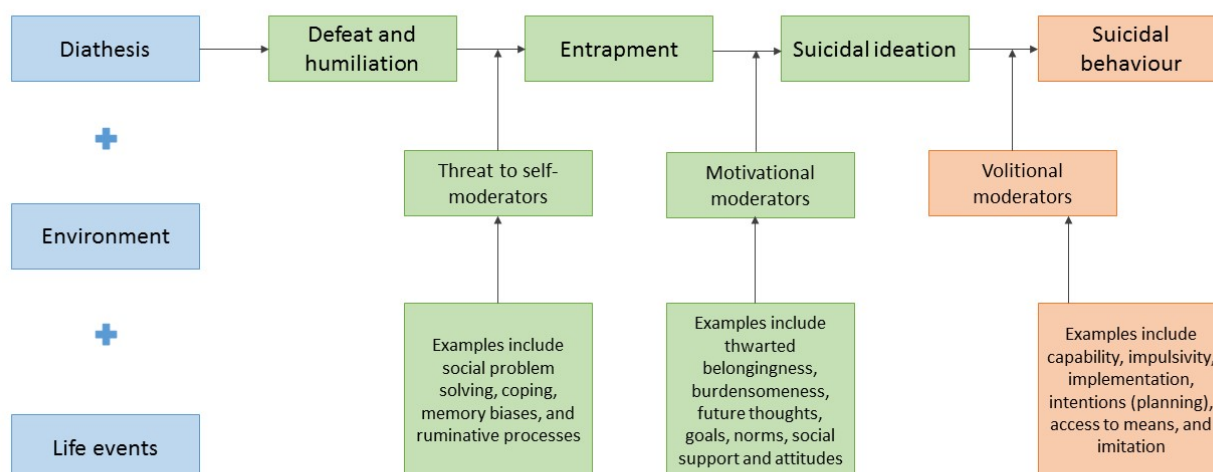 Diathesis
Defeat and
humiliation
Entrapment
Suicidal ideation
Suicidal
behaviour
Threat to self-
moderators
Motivational
moderators
Volitional
moderators
Environment
Examples include
social problem
solving, coping,
memory biases, and
ruminative processes
Examples include
thwarted
belongingness,
burdensomeness,
future thoughts,
goals, norms, social
support and attitudes
Examples include
capability, impulsivity,
implementation,
intentions (planning),
access to means, and
imitation
Life events